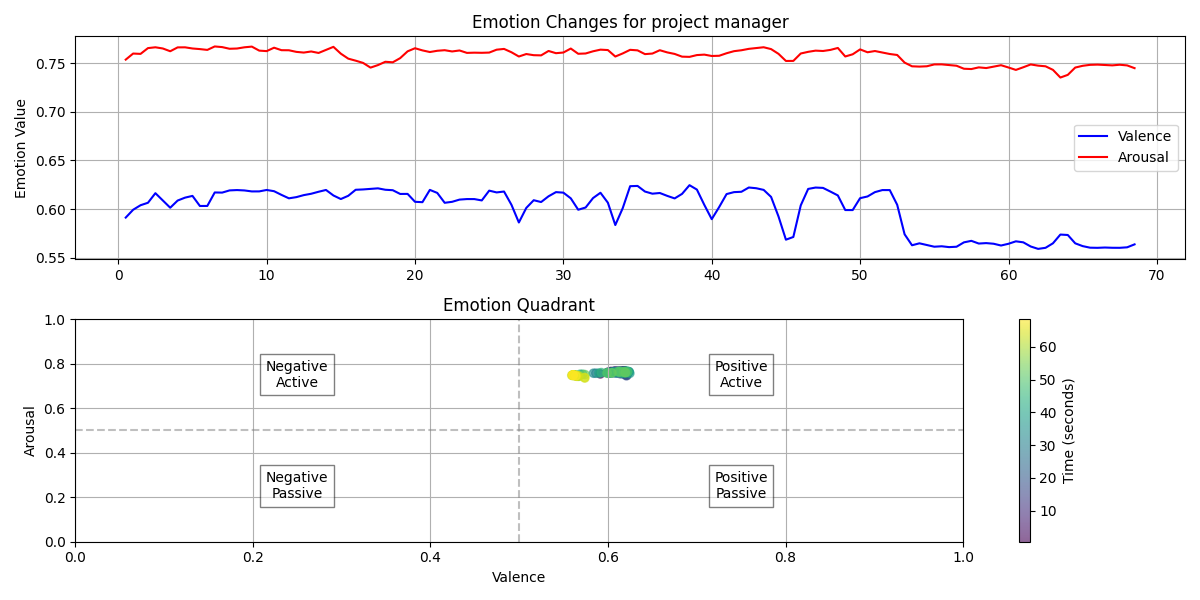 Emotion Changes for project manager
Emotion Value
0.75
0.70
0.65
0.60
0.55
Valence
Arousal
0 10 20 30 40 50 60 70
Emotion Quadrant
Arousal
1.0
0.8
0.6
0.4
0.2
0.0
Negative
Active
Positive
Active
Negative
Passive
Positive
Passive
0.0 0.2 0.4 0.6 0.8 1.0
Valence
60
50
40
30
20
10
Time (seconds)